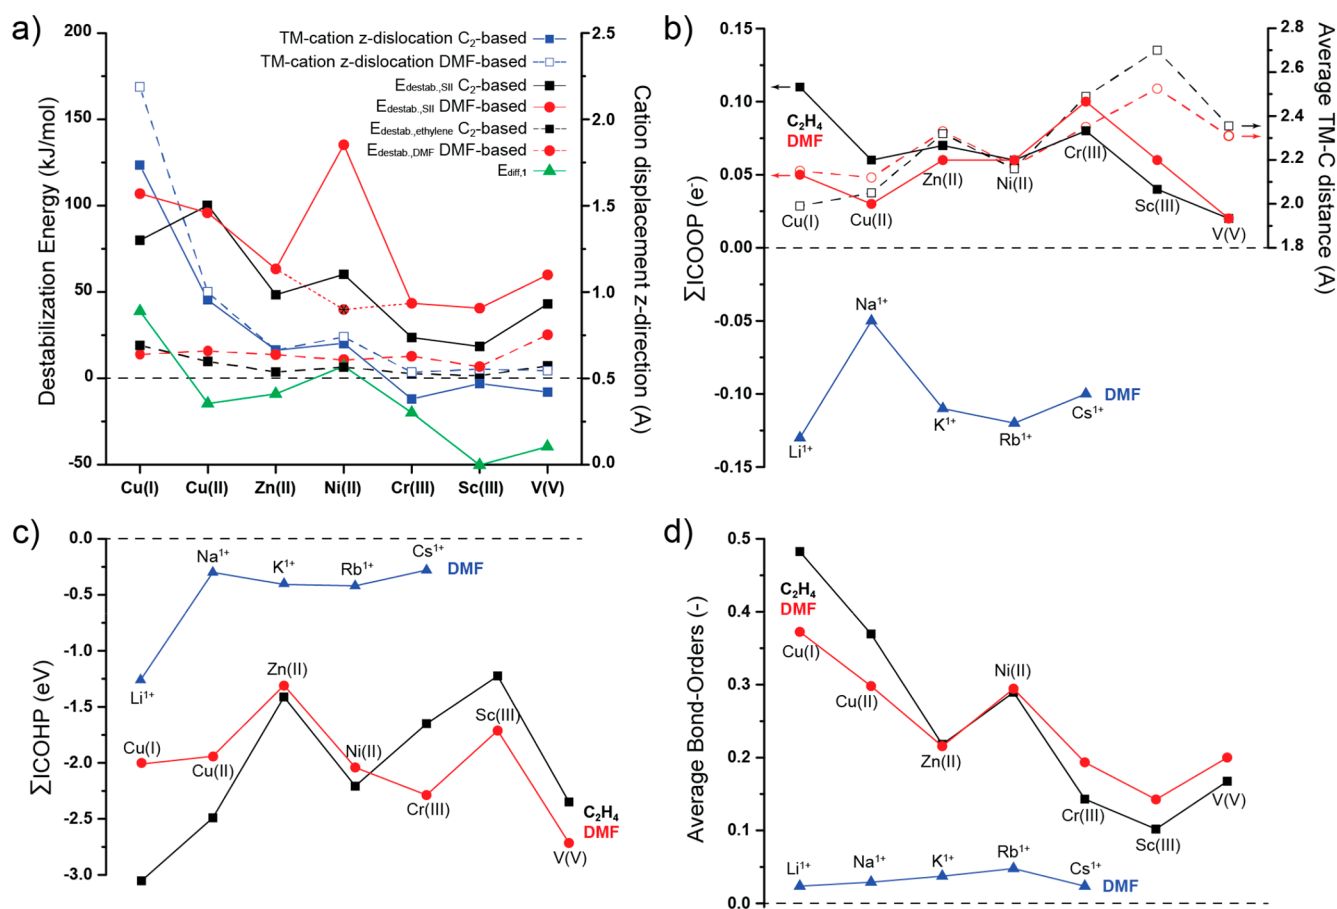 a)
200
150
100
50
0
-50
Destabilization Energy (kJ/mol)
TM-cation z-dislocation C2-based
TM-cation z-dislocation DMF-based
Edestab.,SII C2-based
Edestab.,SII DMF-based
Edestab.,ethylene C2-based
Edestab.,DMF DMF-based
Ediff,1
2.5
2.0
1.5
1.0
0.5
0.0
Cation displacement z-direction (A)
Cu(I) Cu(II) Zn(II) Ni(II) Cr(III) Sc(III) V(V)
b)
0.15
0.10
0.05
0.00
-0.05
-0.10
-0.15
ΣICOOP (e-)
C2H4
DMF
Cu(I)
Cu(II)
Zn(II)
Ni(II)
Cr(III)
Sc(III)
V(V)
2.8
2.6
2.4
2.2
2.0
1.8
Average TM-C distance (A)
Li1+
Na1+
K1+
Rb1+
Cs1+
DMF
c)
0.0
-0.5
-1.0
-1.5
-2.0
-2.5
-3.0
ΣICOHP (eV)
Li1+
Na1+
K1+
Rb1+
Cs1+
DMF
Cu(I)
Cu(II)
Zn(II)
Ni(II)
Cr(III)
Sc(III)
V(V)
C2H4
DMF
d)
0.5
0.4
0.3
0.2
0.1
0.0
Average Bond-Orders (-)
C2H4
DMF
Cu(I)
Cu(II)
Zn(II)
Ni(II)
Cr(III)
Sc(III)
V(V)
Li1+
Na1+
K1+
Rb1+
Cs1+
DMF